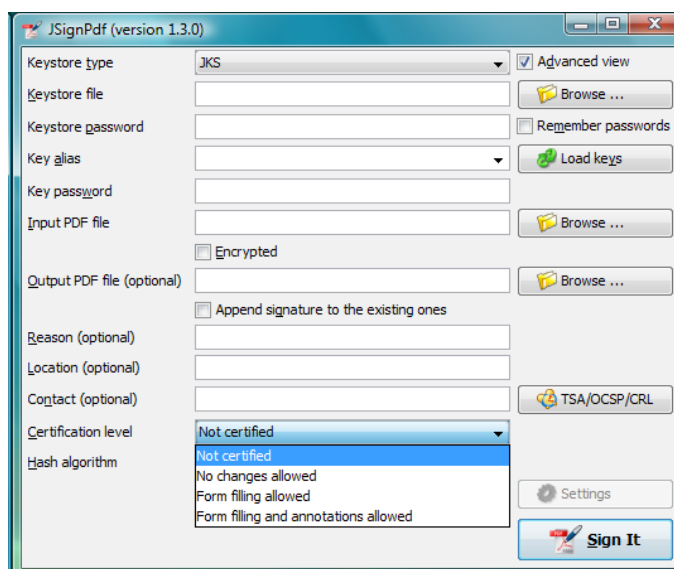 JSignPdf (version 1.3.0)
Keystore type JKS Advanced view
Keystore file Browse ...
Keystore password Remember passwords
Key alias Load keys
Key password
Input PDF file Browse ...
Encrypted
Output PDF file (optional) Browse ...
Append signature to the existing ones
Reason (optional)
Location (optional)
Contact (optional) TSA/OCSP/CRL
Certification level Not certified
Not certified
Hash algorithm
No changes allowed
Form filling allowed
Settings
Form filling and annotations allowed
Sign It